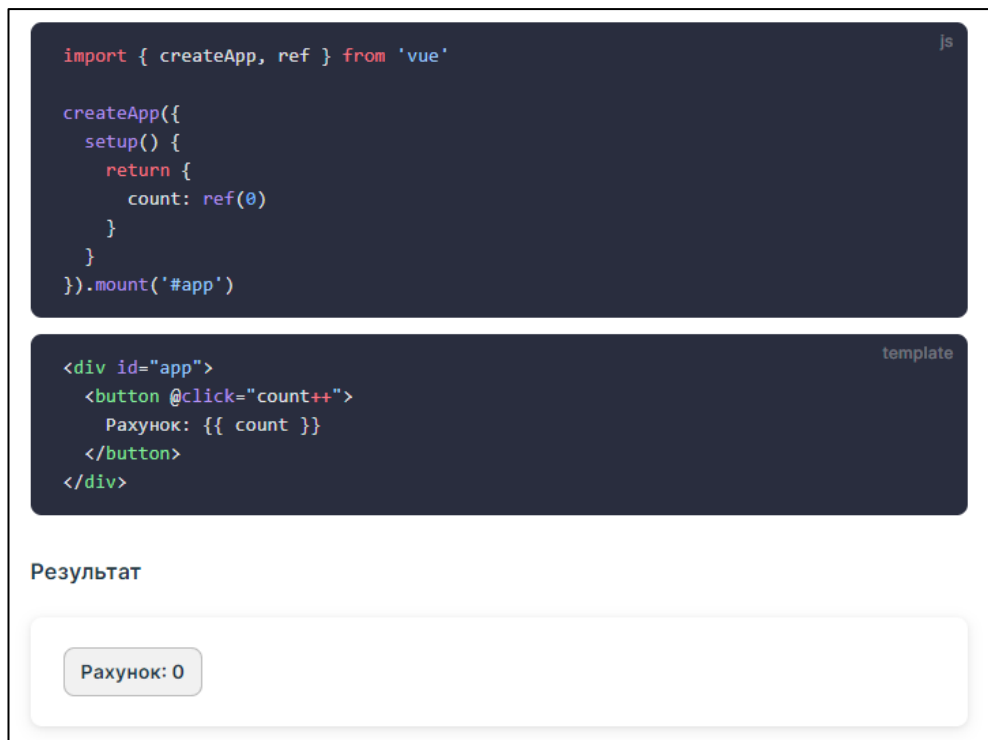 js
import { createApp, ref } from 'vue'
createApp({
  setup() {
    return {
      count: ref(0)
    }
  }
}).mount('#app')
template
<div id="app">
  <button @click="count++">
    Рахунок: {{ count }}
  </button>
</div>
Результат
Рахунок: 0